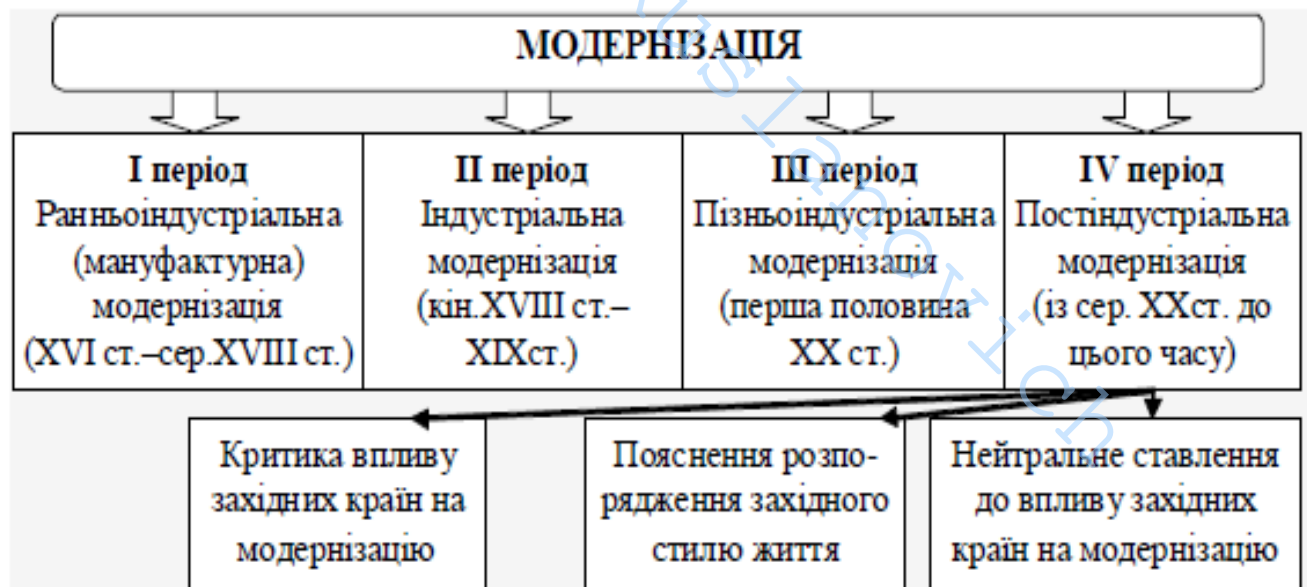 МОДЕРНІЗАЦІЯ
І період
Ранньоіндустріальна
(мануфактурна)
модернізація
(XVI ст.–сер.XVIII ст.)
ІІ період
Індустріальна
модернізація
(кін.XVIII ст.–
XIXст.)
ІІІ період
Пізньоіндустріальна
модернізація
(перша половина
XX ст.)
IV період
Постіндустріальна
модернізація
(із сер. XXст. до
цього часу)
Критика впливу
західних країн на
модернізацію
Пояснення розпо-
рядження західного
стилю життя
Нейтральне ставлення
до впливу західних
країн на модернізацію
uslanovich